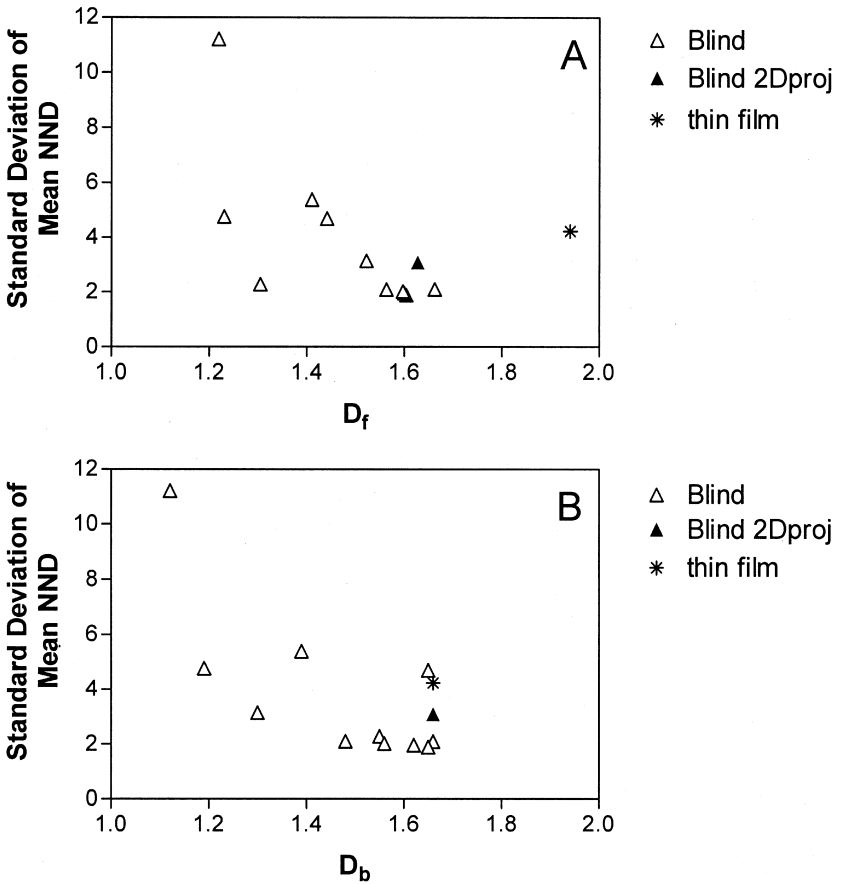 Standard Deviation of
Mean NND
12
10
8
6
4
2
0
1.0 1.2 1.4 1.6 1.8 2.0
Df
A
Blind
Blind 2Dproj
thin film
Standard Deviation of
Mean NND
12
10
8
6
4
2
0
1.0 1.2 1.4 1.6 1.8 2.0
Db
B
Blind
Blind 2Dproj
thin film